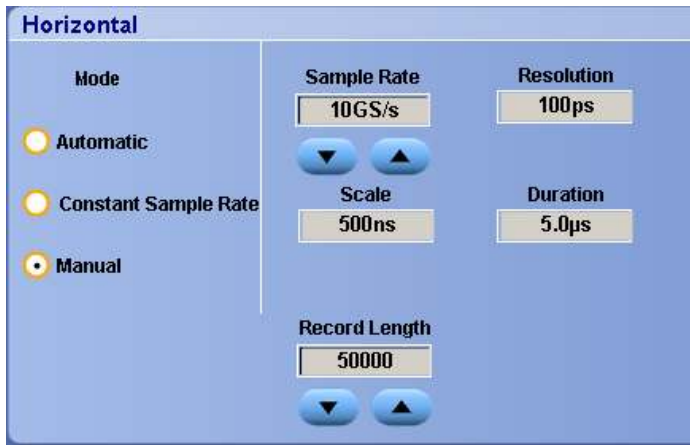 Horizontal
Mode
Automatic
Constant Sample Rate
Manual
Sample Rate
10GS/s
Resolution
100ps
Scale
500ns
Duration
5.0µs
Record Length
50000